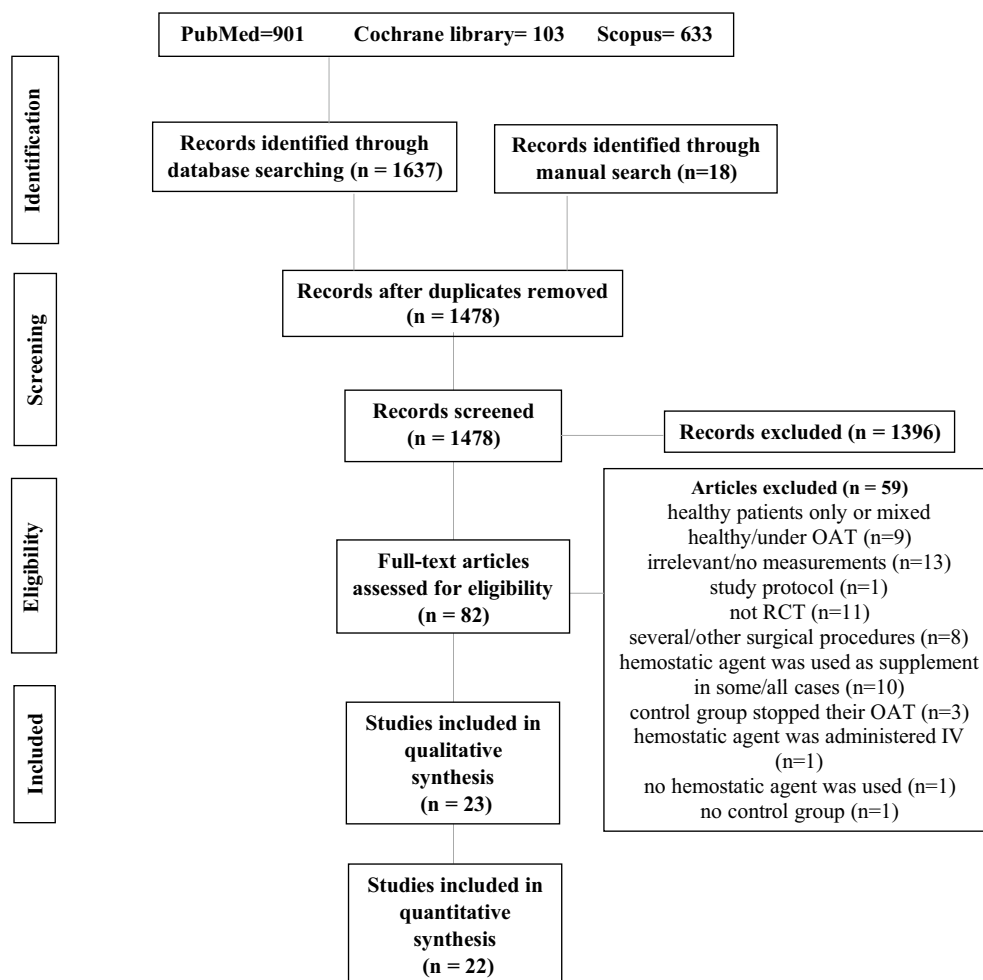 PubMed=901 Cochrane library= 103 Scopus= 633
Identification
Records identified through
database searching (n = 1637)
Records identified through
manual search (n=18)
Screening
Records after duplicates removed
(n = 1478)
Records screened
(n = 1478)
Records excluded (n = 1396)
Eligibility
Full-text articles
assessed for eligibility
(n = 82)
Articles excluded (n = 59)
healthy patients only or mixed
healthy/under OAT (n=9)
irrelevant/no measurements (n=13)
study protocol (n=1)
not RCT (n=11)
several/other surgical procedures (n=8)
hemostatic agent was used as supplement
in some/all cases (n=10)
control group stopped their OAT (n=3)
hemostatic agent was administered IV
(n=1)
no hemostatic agent was used (n=1)
no control group (n=1)
Included
Studies included in
qualitative
synthesis
(n = 23)
Studies included in
quantitative
synthesis
(n = 22)